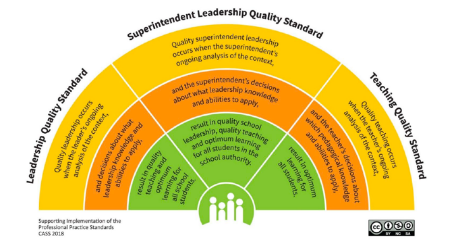 Leadership Quality Standard
Quality leadership occurs
when the leader's ongoing
analysis of the context,
and decisions about what
leadership knowledge and
abilities to apply,
result in quality
teaching and
optimum
learning for
all school
students.
Superintendent Leadership Quality Standard
Quality superintendent leadership
occurs when the superintendent's
ongoing analysis of the context,
and the superintendent's decisions
about what leadership knowledge
and abilities to apply,
result in quality school
leadership, quality teaching
and optimum learning
for all students in the
school authority.
Teaching Quality Standard
Quality teaching occurs
when the teacher's ongoing
analysis of the context,
and the teacher's decisions about
which pedagogical knowledge
and abilities to apply,
result in optimum
learning for
all students.
Supporting Implementation of the
Professional Practice Standards
CASS 2018
cc
BY NC SA